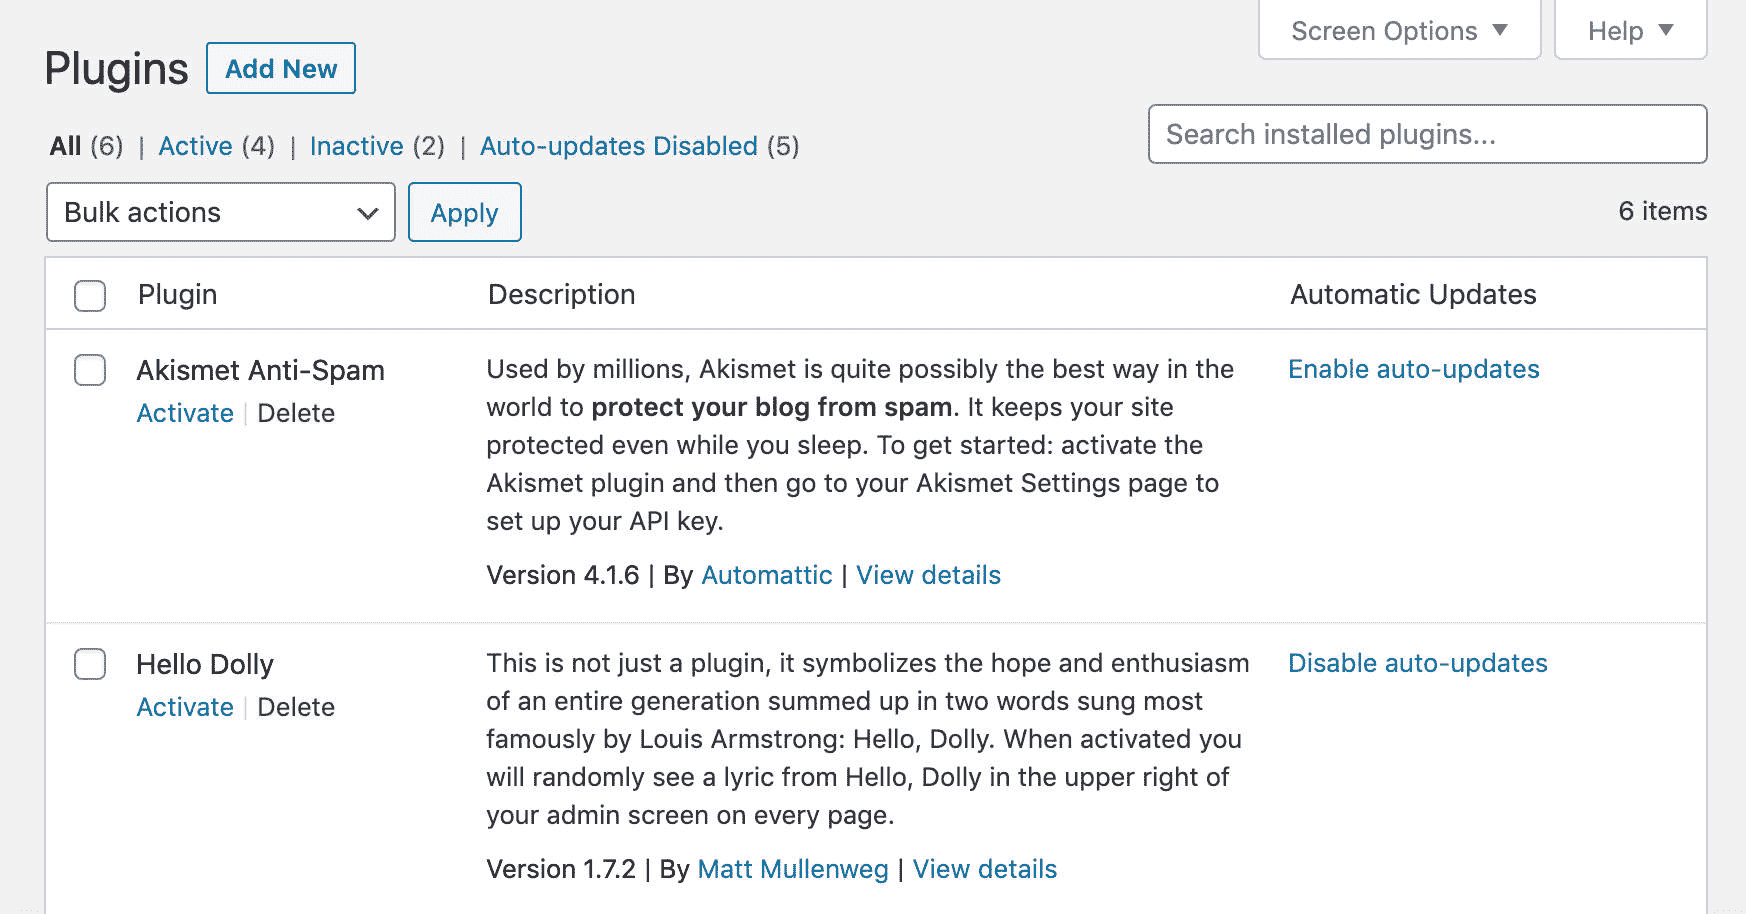 Screen Options ▼ Help ▼
Plugins Add New
All (6) | Active (4) | Inactive (2) | Auto-updates Disabled (5)
Search installed plugins...
Bulk actions Apply
6 items
Plugin Description Automatic Updates
Akismet Anti-Spam
Activate | Delete
Used by millions, Akismet is quite possibly the best way in the
world to protect your blog from spam. It keeps your site
protected even while you sleep. To get started: activate the
Akismet plugin and then go to your Akismet Settings page to
set up your API key.
Version 4.1.6 | By Automattic | View details
Enable auto-updates
Hello Dolly
Activate | Delete
This is not just a plugin, it symbolizes the hope and enthusiasm
of an entire generation summed up in two words sung most
famously by Louis Armstrong: Hello, Dolly. When activated you
will randomly see a lyric from Hello, Dolly in the upper right of
your admin screen on every page.
Version 1.7.2 | By Matt Mullenweg | View details
Disable auto-updates